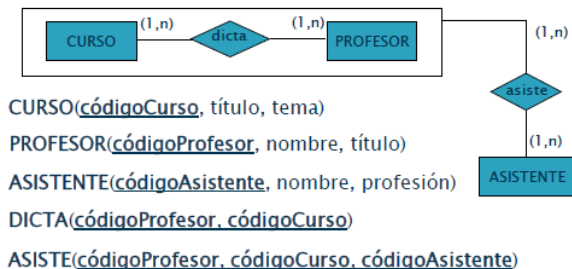 (1,n) (1,n)
CURSO dicta PROFESOR
(1,n)
asiste
(1,n)
ASISTENTE
CURSO(códigoCurso, título, tema)
PROFESOR(códigoProfesor, nombre, título)
ASISTENTE(códigoAsistente, nombre, profesión)
DICTA(códigoProfesor, códigoCurso)
ASISTE(códigoProfesor, códigoCurso, códigoAsistente)